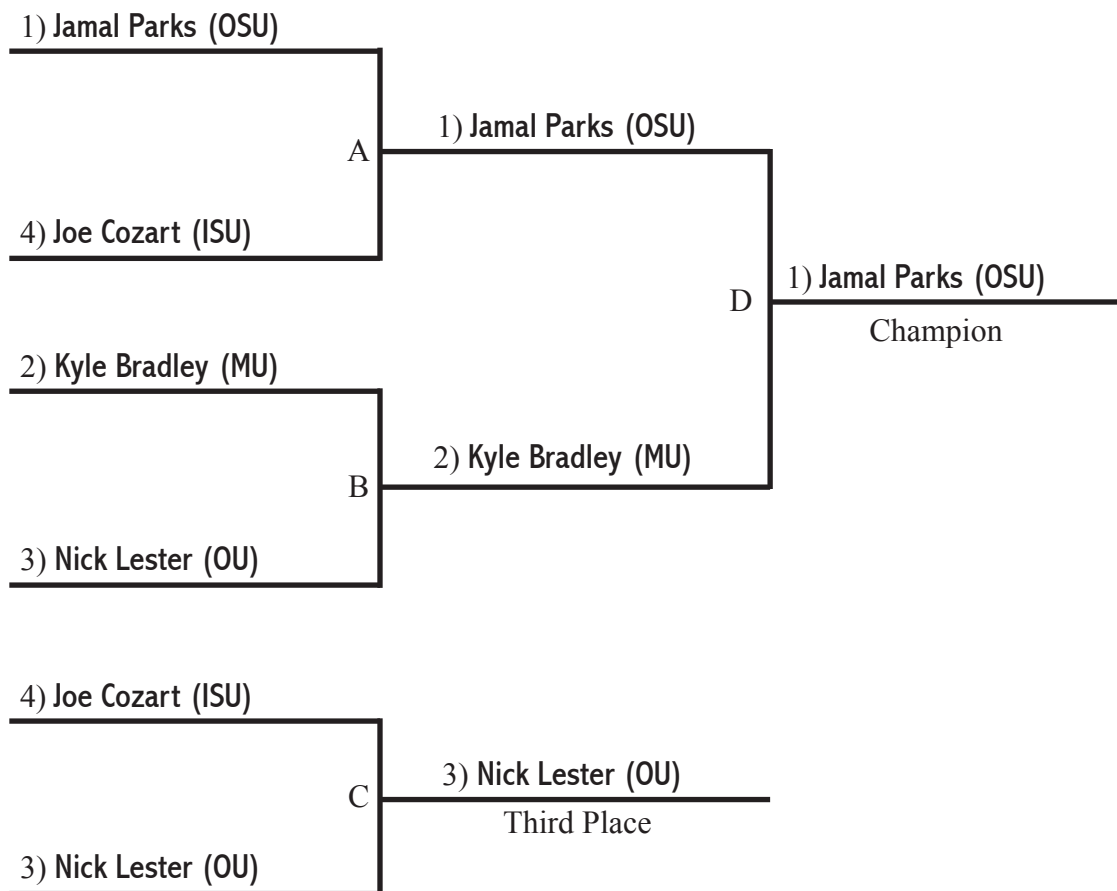 1) Jamal Parks (OSU)
A
1) Jamal Parks (OSU)
4) Joe Cozart (ISU)
D
1) Jamal Parks (OSU)
Champion
2) Kyle Bradley (MU)
B
2) Kyle Bradley (MU)
3) Nick Lester (OU)
4) Joe Cozart (ISU)
C
3) Nick Lester (OU)
Third Place
3) Nick Lester (OU)